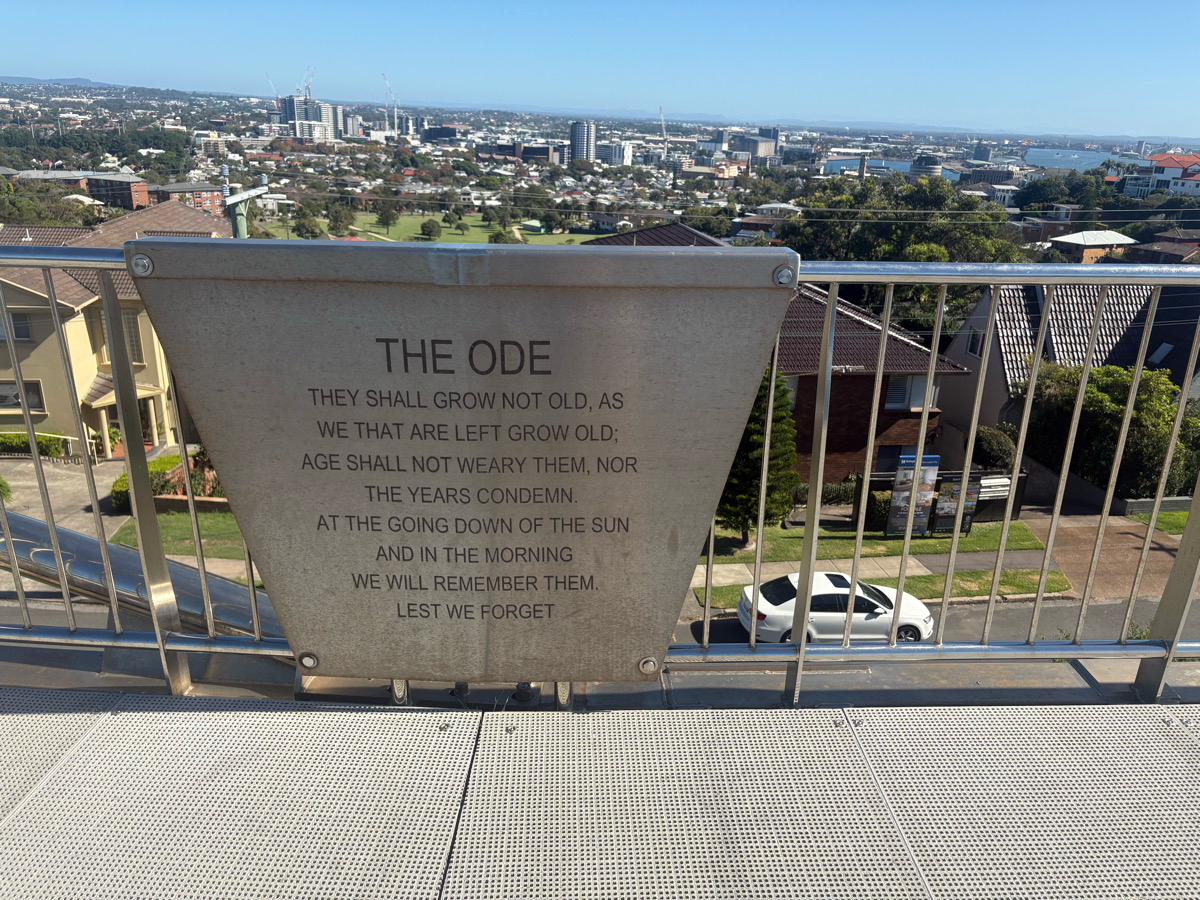 THE ODE
THEY SHALL GROW NOT OLD, AS
WE THAT ARE LEFT GROW OLD;
AGE SHALL NOT WEARY THEM, NOR
THE YEARS CONDEMN.
AT THE GOING DOWN OF THE SUN
AND IN THE MORNING
WE WILL REMEMBER THEM.
LEST WE FORGET